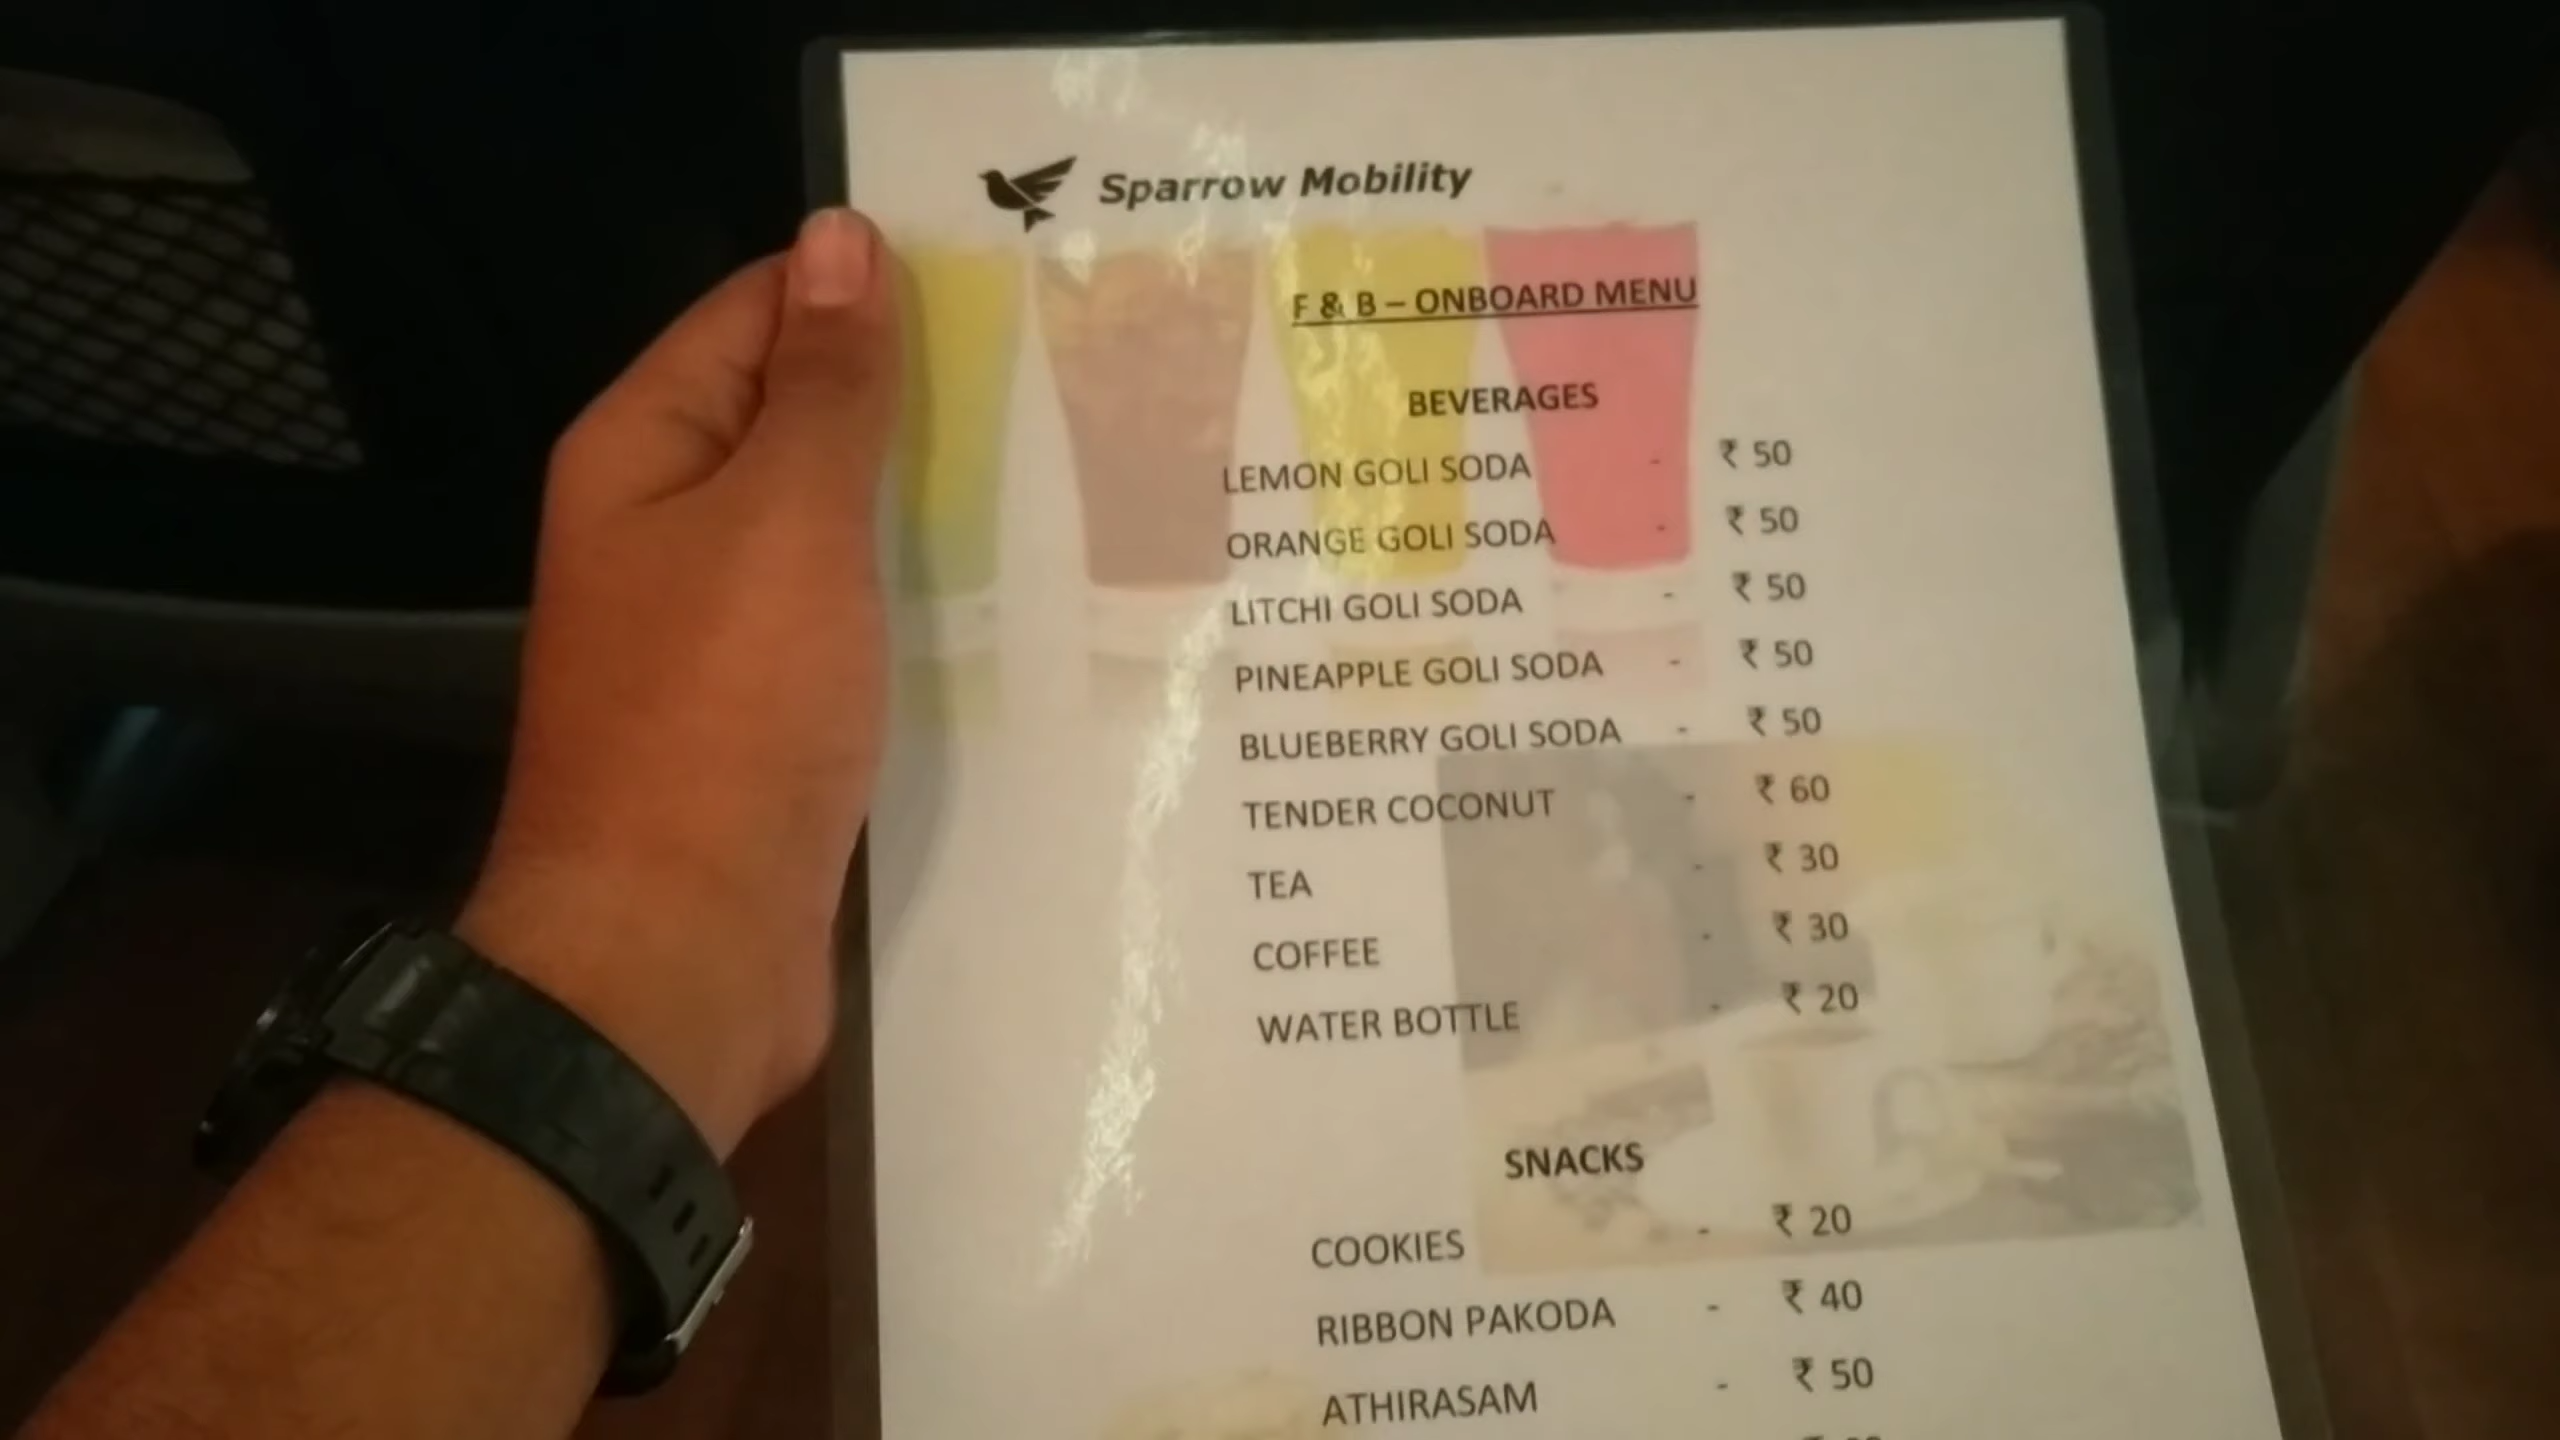 Sparrow Mobility
F & B – ONBOARD MENU
BEVERAGES
LEMON GOLI SODA - ₹ 50
ORANGE GOLI SODA - ₹ 50
LITCHI GOLI SODA - ₹ 50
PINEAPPLE GOLI SODA - ₹ 50
BLUEBERRY GOLI SODA - ₹ 50
TENDER COCONUT - ₹ 60
TEA - ₹ 30
COFFEE - ₹ 30
WATER BOTTLE - ₹ 20
SNACKS
COOKIES - ₹ 20
RIBBON PAKODA - ₹ 40
ATHIRASAM - ₹ 50